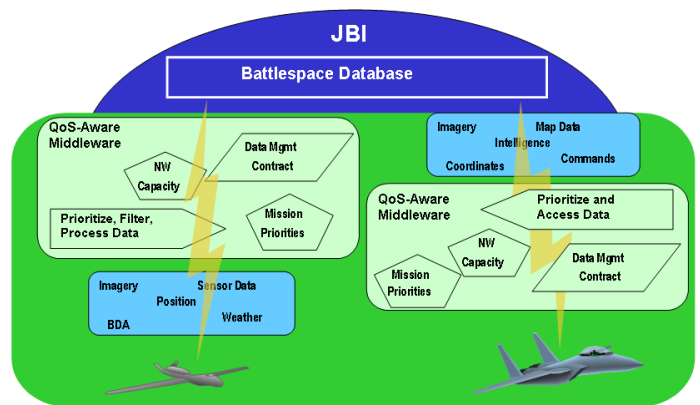 JBI
Battlespace Database
QoS-Aware
Middleware
NW
Capacity
Data Mgmt
Contract
Prioritize, Filter,
Process Data
Mission
Priorities
Imagery
Sensor Data
Position
BDA
Weather
Imagery
Map Data
Intelligence
Coordinates
Commands
QoS-Aware
Middleware
Prioritize and
Access Data
NW
Capacity
Mission
Priorities
Data Mgmt
Contract